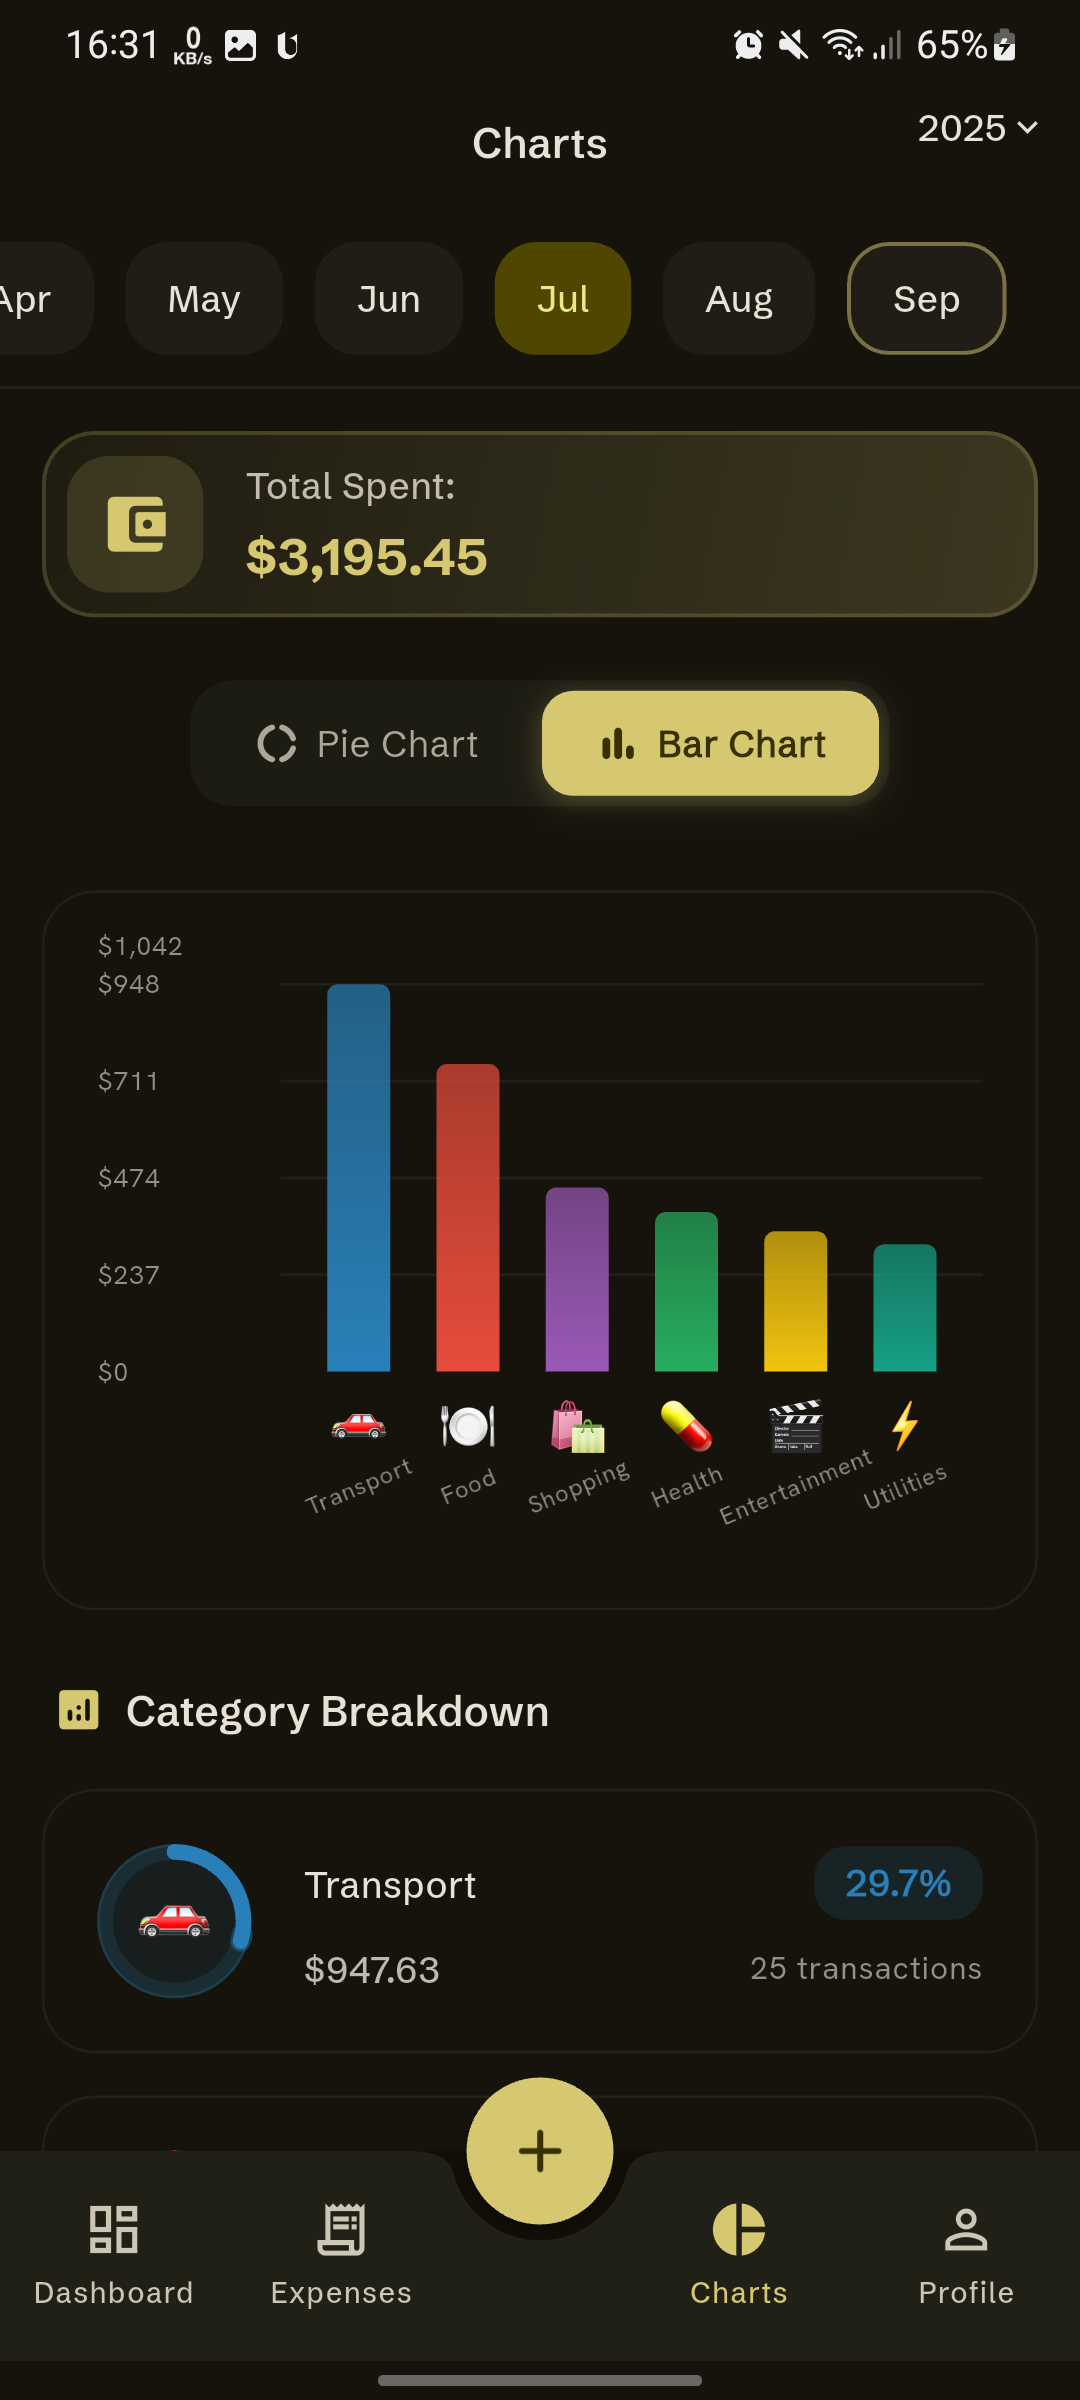 16:31 0 KB/s 65%
Charts
2025
Apr May Jun Jul Aug Sep
Total Spent:
$3,195.45
Pie Chart Bar Chart
$1,042
$948
$711
$474
$237
$0
Transport Food Shopping Health Entertainment Utilities
Category Breakdown
Transport 29.7%
$947.63 25 transactions
Dashboard Expenses Charts Profile